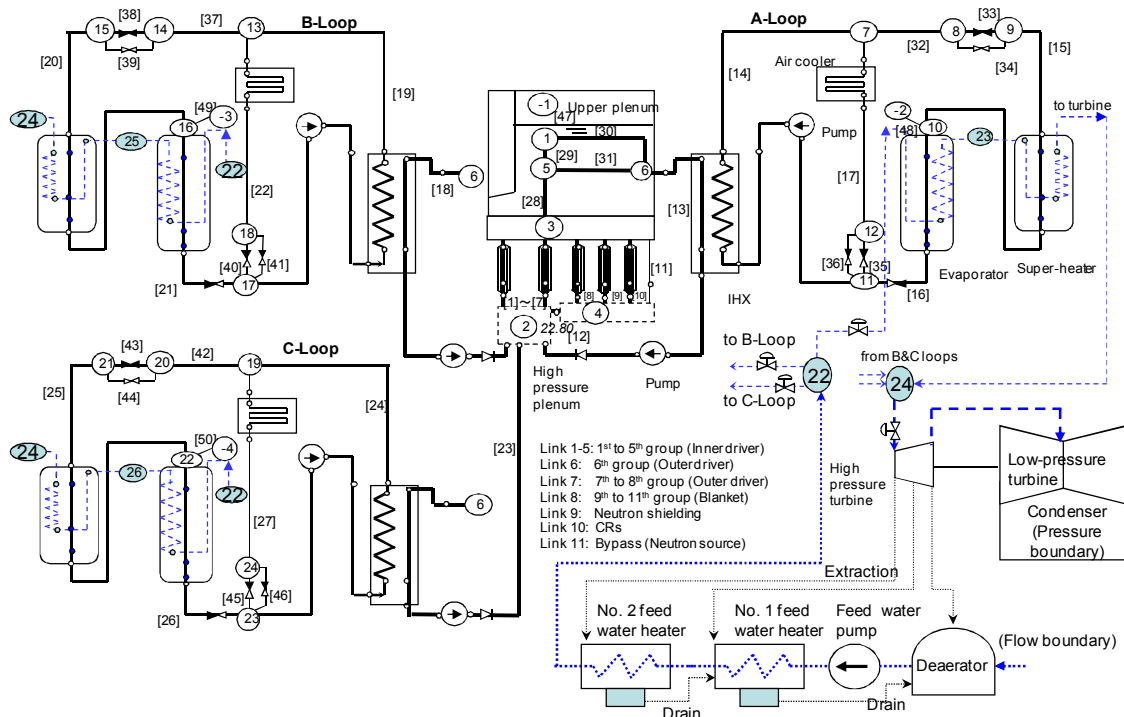 [38]
[37]
15
14
13
B-Loop
[39]
[20]
24
[49]
-3
16
25
22
[22]
[19]
18
[40]
[41]
[21]
17
[18]
6
-1
Upper plenum
[47]
1
[30]
[29]
[31]
5
6
[28]
3
[11]
[1]～[7]
[8]
[9]
[10]
2
22.80
4
[12]
High
pressure
plenum
Pump
A-Loop
7
[32]
8
[33]
9
[34]
[15]
[14]
Air cooler
to turbine
-2
[48]
10
23
Pump
[17]
[13]
12
[36]
[35]
11
[16]
Evaporator
Super-heater
IHX
C-Loop
[43]
[42]
21
20
19
[44]
[25]
24
[50]
-4
22
26
22
[24]
[23]
[27]
6
24
[45]
[46]
[26]
23
to B-Loop
to C-Loop
22
from B&C loops
24
High
pressure
turbine
Low-pressure
turbine
Condenser
(Pressure
boundary)
Link 1-5: 1st to 5th group (Inner driver)
Link 6: 6th group (Outer driver)
Link 7: 7th to 8th group (Outer driver)
Link 8: 9th to 11th group (Blanket)
Link 9: Neutron shielding
Link 10: CRs
Link 11: Bypass (Neutron source)
Extraction
No. 2 feed
water heater
No. 1 feed
water heater
Feed water
pump
Deaerator
(Flow boundary)
Drain
Drain